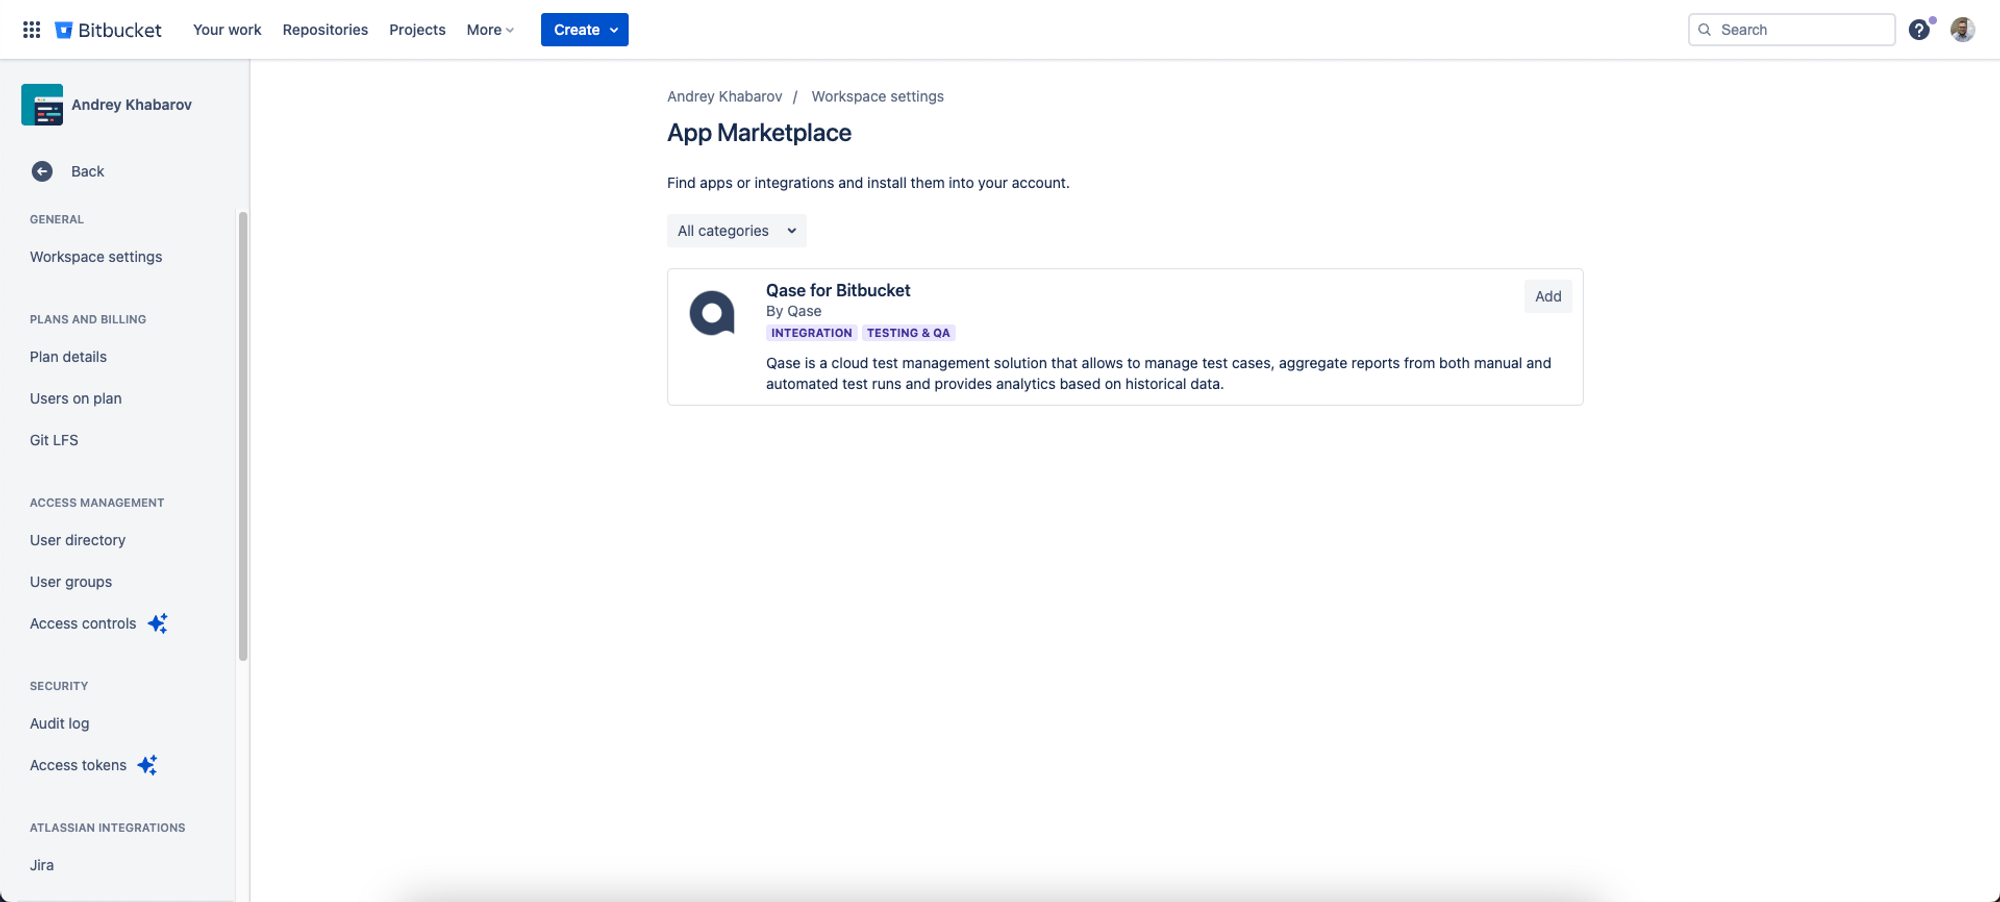 Bitbucket
Your work
Repositories
Projects
More
Create
Search
Andrey Khabarov
Back
GENERAL
Workspace settings
PLANS AND BILLING
Plan details
Users on plan
Git LFS
ACCESS MANAGEMENT
User directory
User groups
Access controls
SECURITY
Audit log
Access tokens
ATLASSIAN INTEGRATIONS
Jira
Andrey Khabarov / Workspace settings
App Marketplace
Find apps or integrations and install them into your account.
All categories
Qase for Bitbucket
Add
By Qase
INTEGRATION TESTING & QA
Qase is a cloud test management solution that allows to manage test cases, aggregate reports from both manual and
automated test runs and provides analytics based on historical data.